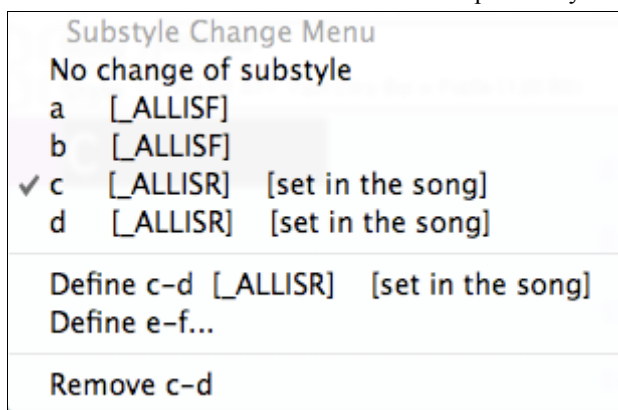 Substyle Change Menu
No change of substyle
a [_ALLISF]
b [_ALLISF]
✓ c [_ALLISR] [set in the song]
d [_ALLISR] [set in the song]
Define c-d [_ALLISR] [set in the song]
Define e-f...
Remove c-d